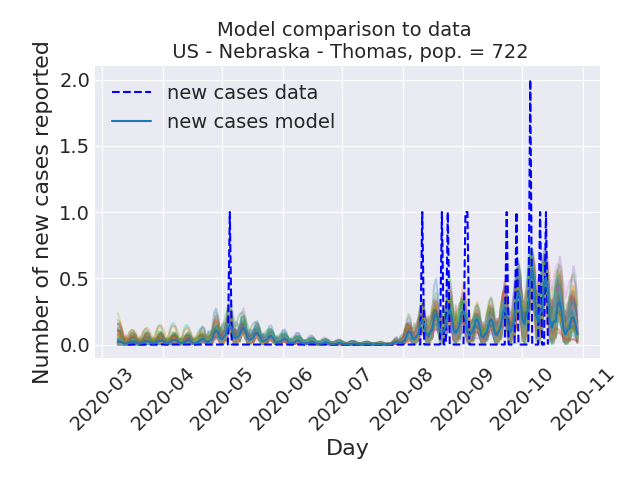 Model comparison to data
US - Nebraska - Thomas, pop. = 722
Number of new cases reported
2.0
1.5
1.0
0.5
0.0
new cases data
new cases model
2020-03
2020-04
2020-05
2020-06
2020-07
2020-08
2020-09
2020-10
2020-11
Day